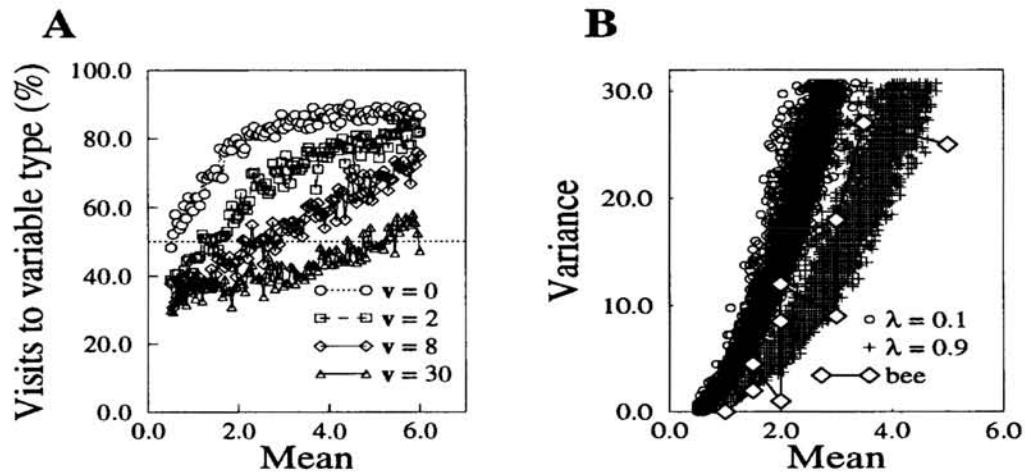 A
Visits to variable type (%)
100.0
80.0
60.0
40.0
20.0
0.0
0.0 2.0 4.0 6.0
Mean
v = 0
v = 2
v = 8
v = 30
B
Variance
30.0
20.0
10.0
0.0
0.0 2.0 4.0 6.0
Mean
λ = 0.1
λ = 0.9
bee